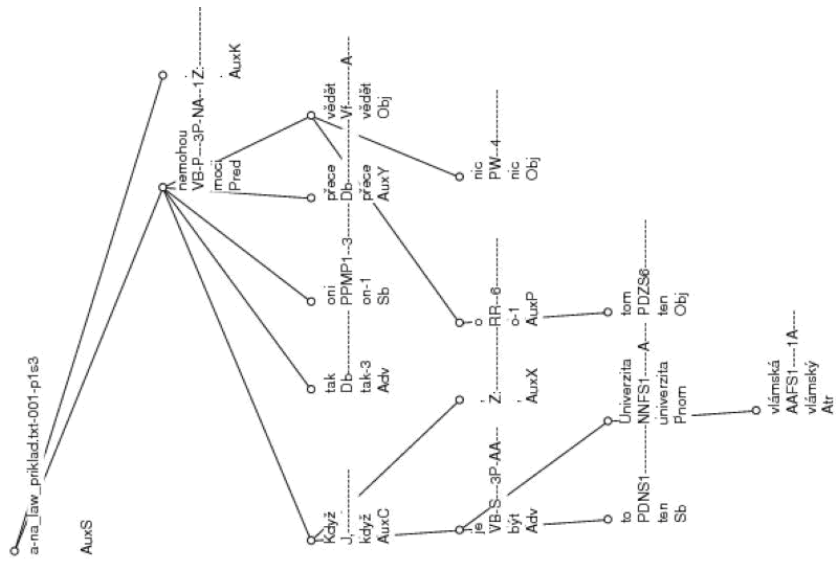 a-na_law_priklad.txt-001-p1s3
AuxS
nemohou
VB-P---3P-NA---1
moci
Pred
.
Z:-------------
.
AuxK
Když
J,-------------
když
AuxC
tak
Db-------------
tak-3
Adv
oni
PPMP1--3-------
on-1
Sb
přece
Db-------------
přece
AuxY
vědět
Vf--------A----
vědět
Obj
je
VB-S---3P-AA---
být
Adv
,
Z:-------------
,
AuxX
o
RR--6----------
o-1
AuxP
nic
PW--4----------
nic
Obj
to
PDNS1----------
ten
Sb
Univerzita
NNFS1-----A----
univerzita
Pnom
tom
PDZS6----------
ten
Obj
vlámská
AAFS1----1A----
vlámský
Atr